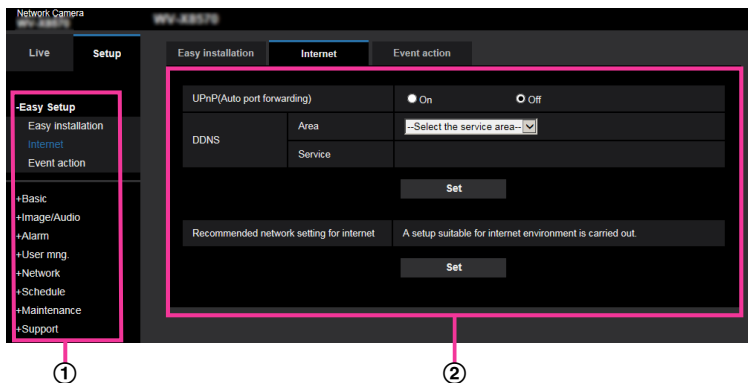 Network Camera
Live
Setup
Easy installation
Internet
Event action
-Easy Setup
Easy installation
Internet
Event action
+Basic
+Image/Audio
+Alarm
+User mng.
+Network
+Schedule
+Maintenance
+Support
UPnP(Auto port forwarding)
On
Off
DDNS
Area
--Select the service area--
Service
Set
Recommended network setting for internet
A setup suitable for internet environment is carried out.
Set
①
②